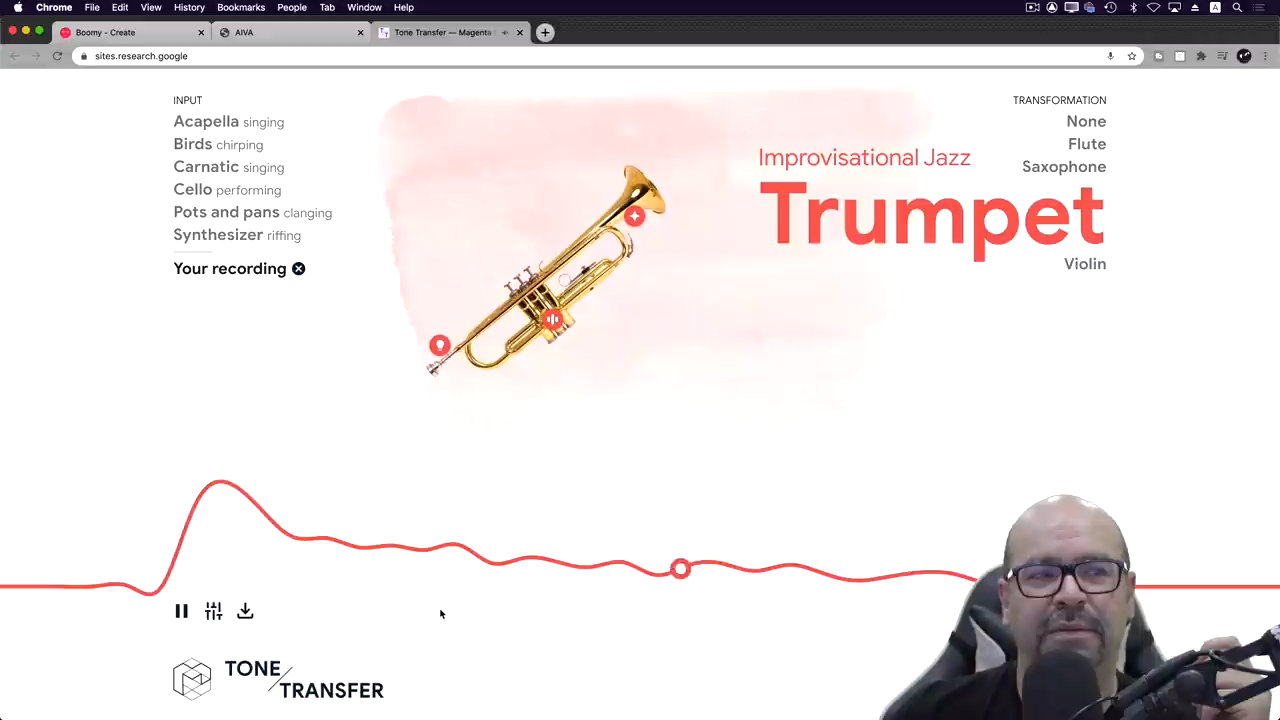 Chrome File Edit View History Bookmarks People Tab Window Help
Boomy - Create
AIVA
Tone Transfer — Magenta
sites.research.google
INPUT
Acapella singing
Birds chirping
Carnatic singing
Cello performing
Pots and pans clanging
Synthesizer riffing
Your recording
TRANSFORMATION
None
Flute
Saxophone
Improvisational Jazz
Trumpet
Violin
TONE
TRANSFER